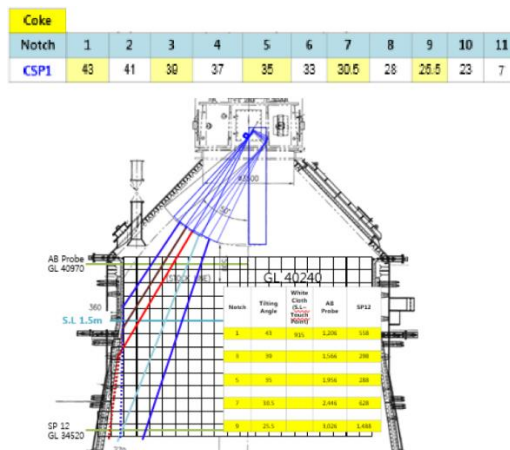 Coke
Notch 1 2 3 4 5 6 7 8 9 10 11
CSP1 43 41 39 37 35 33 30.5 28 25.5 23 7
AB Probe
GL 40970
GL 40240
360
S.L 1.5m
Notch Tilting Angle White Cloth (S.L~ Touch Point) AB Probe SP12
1 43 915 1,206 558
3 39 1,566 298
5 35 1,956 288
7 30.5 2,446 628
9 25.5 3,026
SP 12
GL 34520